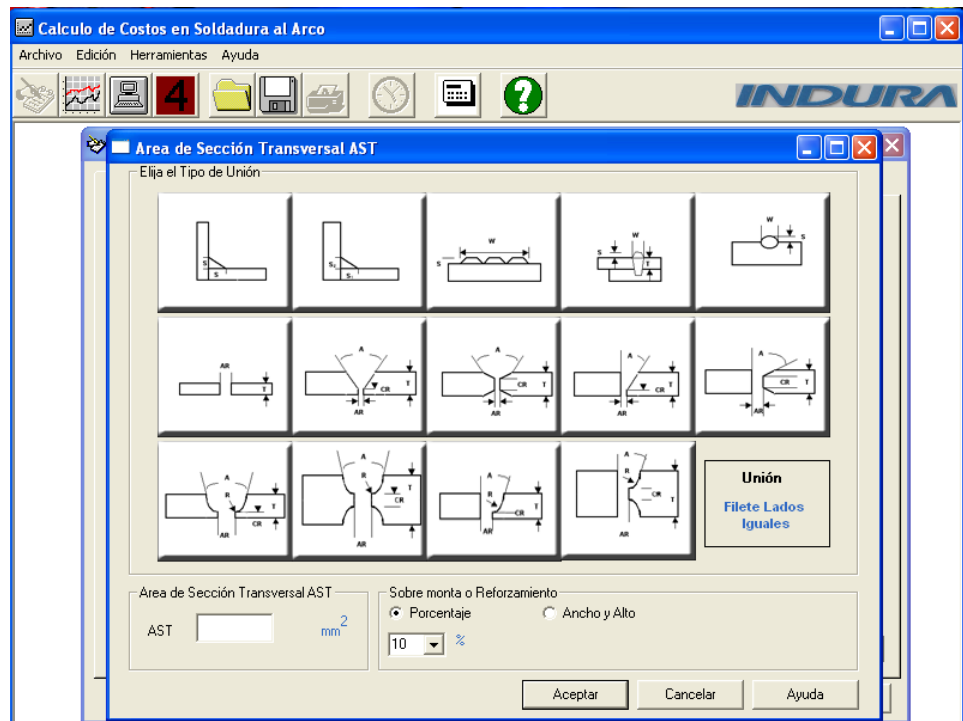 Calculo de Costos en Soldadura al Arco
Archivo Edición Herramientas Ayuda
4
?
INDURA
Area de Sección Transversal AST
Elija el Tipo de Unión
S
S
S₂
S₁
W
S
W
S
T
W
S
AR
T
A
CR
T
AR
A
CR
T
AR
A
T
CR
AR
A
CR
T
AR
A
R
T
CR
AR
A
R
T
CR
AR
A
R
T
CR
AR
A
R
CR
T
AR
Unión
Filete Lados
Iguales
Area de Sección Transversal AST
AST mm²
Sobre monta o Reforzamiento
Porcentaje Ancho y Alto
10 %
Aceptar Cancelar Ayuda